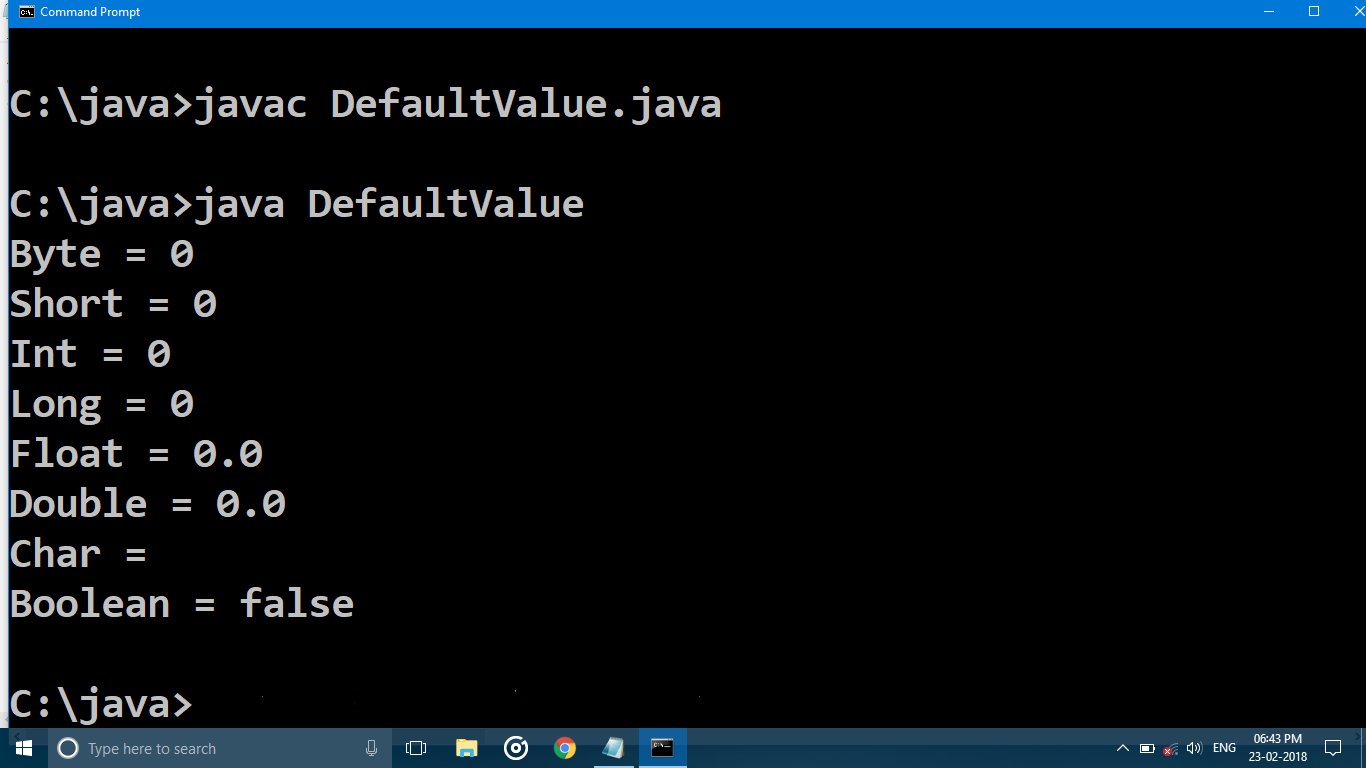 Command Prompt
C:\java>javac DefaultValue.java
C:\java>java DefaultValue
Byte = 0
Short = 0
Int = 0
Long = 0
Float = 0.0
Double = 0.0
Char =
Boolean = false
C:\java>
Type here to search
ENG
06:43 PM
23-02-2018